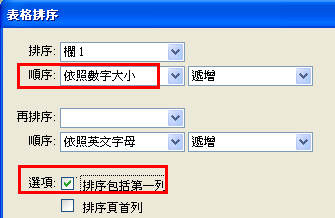 表格排序
排序: 欄 1
順序: 依照數字大小 遞增
再排序:
順序: 依照英文字母 遞增
選項: 排序包括第一列
排序頁首列